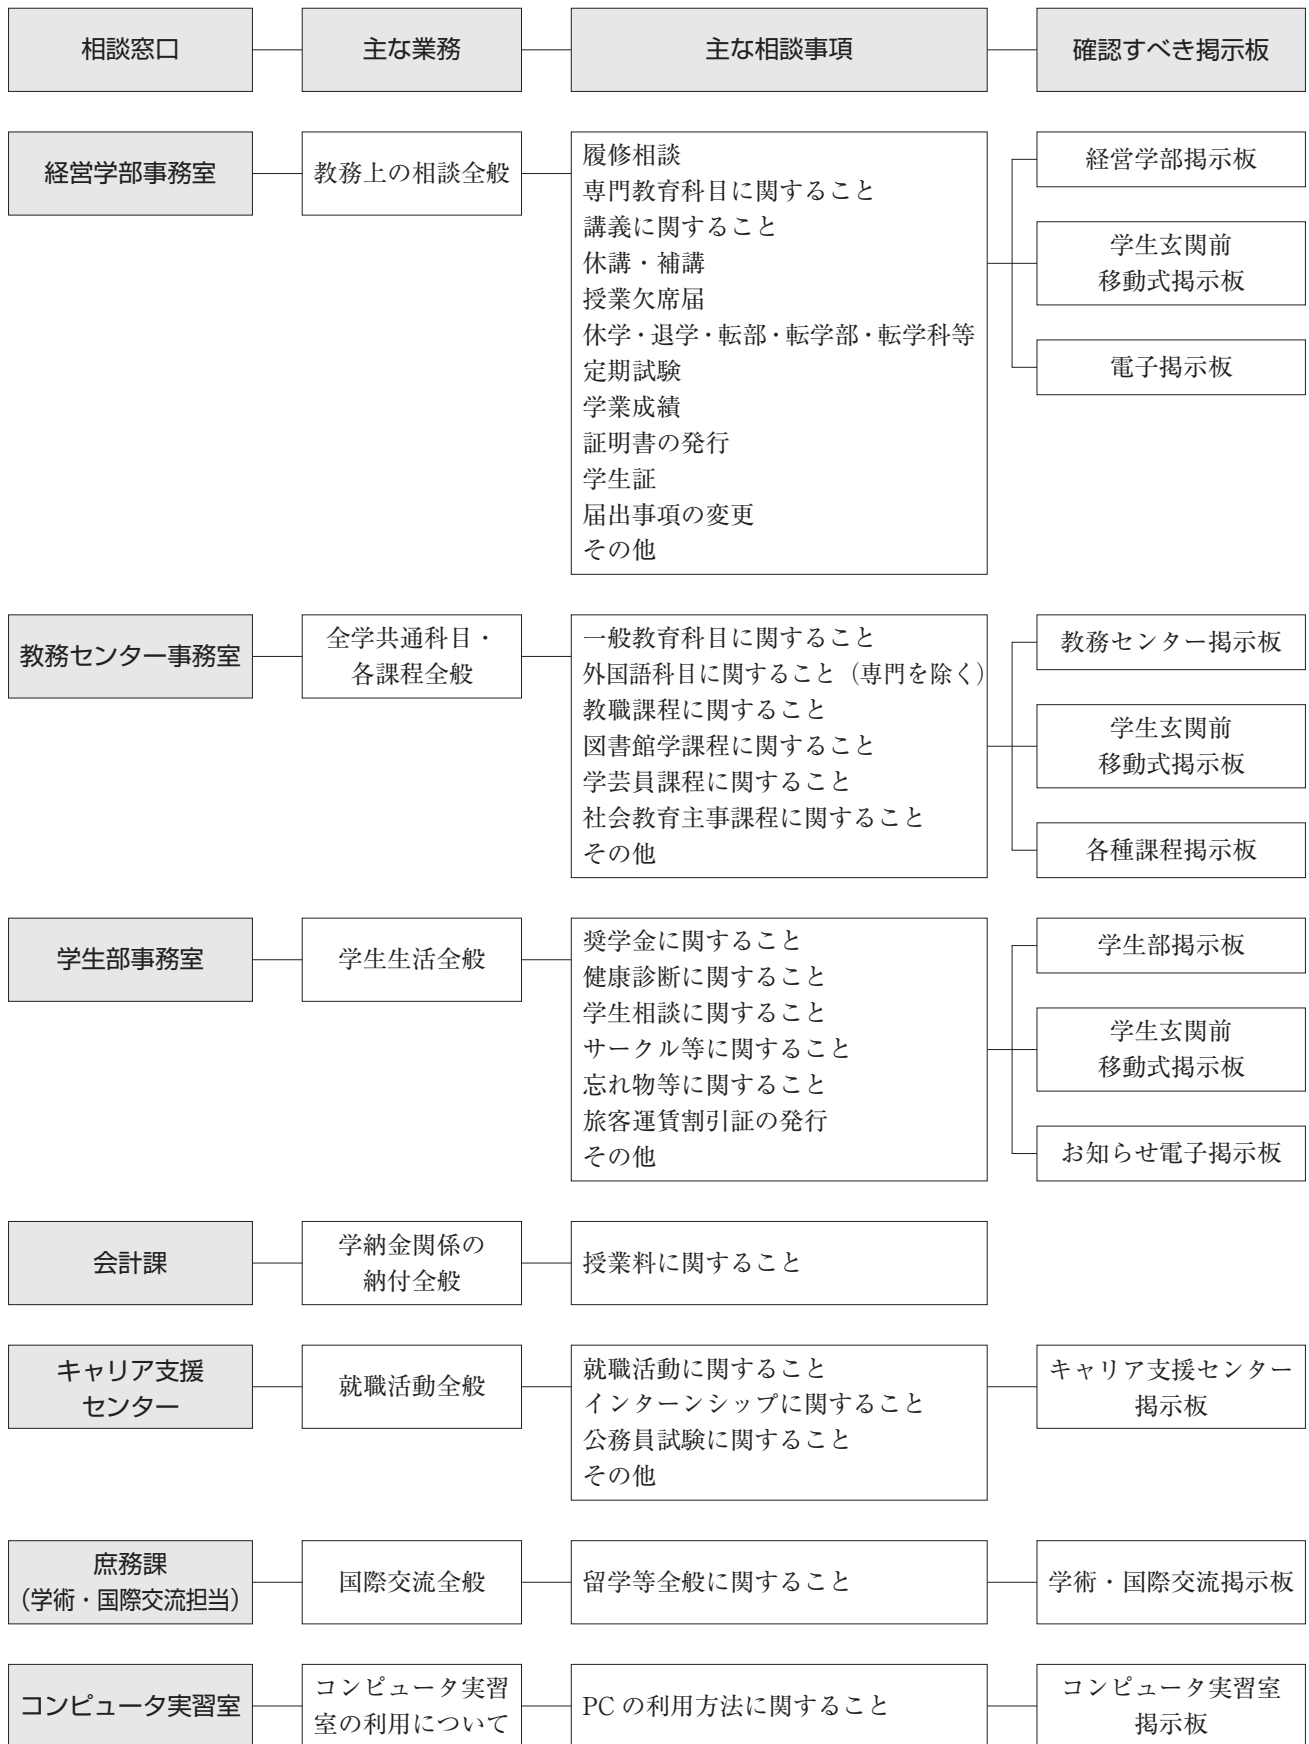 相談窓口
主な業務
主な相談事項
確認すべき掲示板
経営学部事務室
教務上の相談全般
履修相談
専門教育科目に関すること
講義に関すること
休講・補講
授業欠席届
休学・退学・転部・転学部・転学科等
定期試験
学業成績
証明書の発行
学生証
届出事項の変更
その他
経営学部掲示板
学生玄関前
移動式掲示板
電子掲示板
教務センター事務室
全学共通科目・
各課程全般
一般教育科目に関すること
外国語科目に関すること（専門を除く）
教職課程に関すること
図書館学課程に関すること
学芸員課程に関すること
社会教育主事課程に関すること
その他
教務センター掲示板
学生玄関前
移動式掲示板
各種課程掲示板
学生部事務室
学生生活全般
奨学金に関すること
健康診断に関すること
学生相談に関すること
サークル等に関すること
忘れ物等に関すること
旅客運賃割引証の発行
その他
学生部掲示板
学生玄関前
移動式掲示板
お知らせ電子掲示板
会計課
学納金関係の
納付全般
授業料に関すること
キャリア支援
センター
就職活動全般
就職活動に関すること
インターンシップに関すること
公務員試験に関すること
その他
キャリア支援センター
掲示板
庶務課
（学術・国際交流担当）
国際交流全般
留学等全般に関すること
学術・国際交流掲示板
コンピュータ実習室
コンピュータ実習
室の利用について
PC の利用方法に関すること
コンピュータ実習室
掲示板